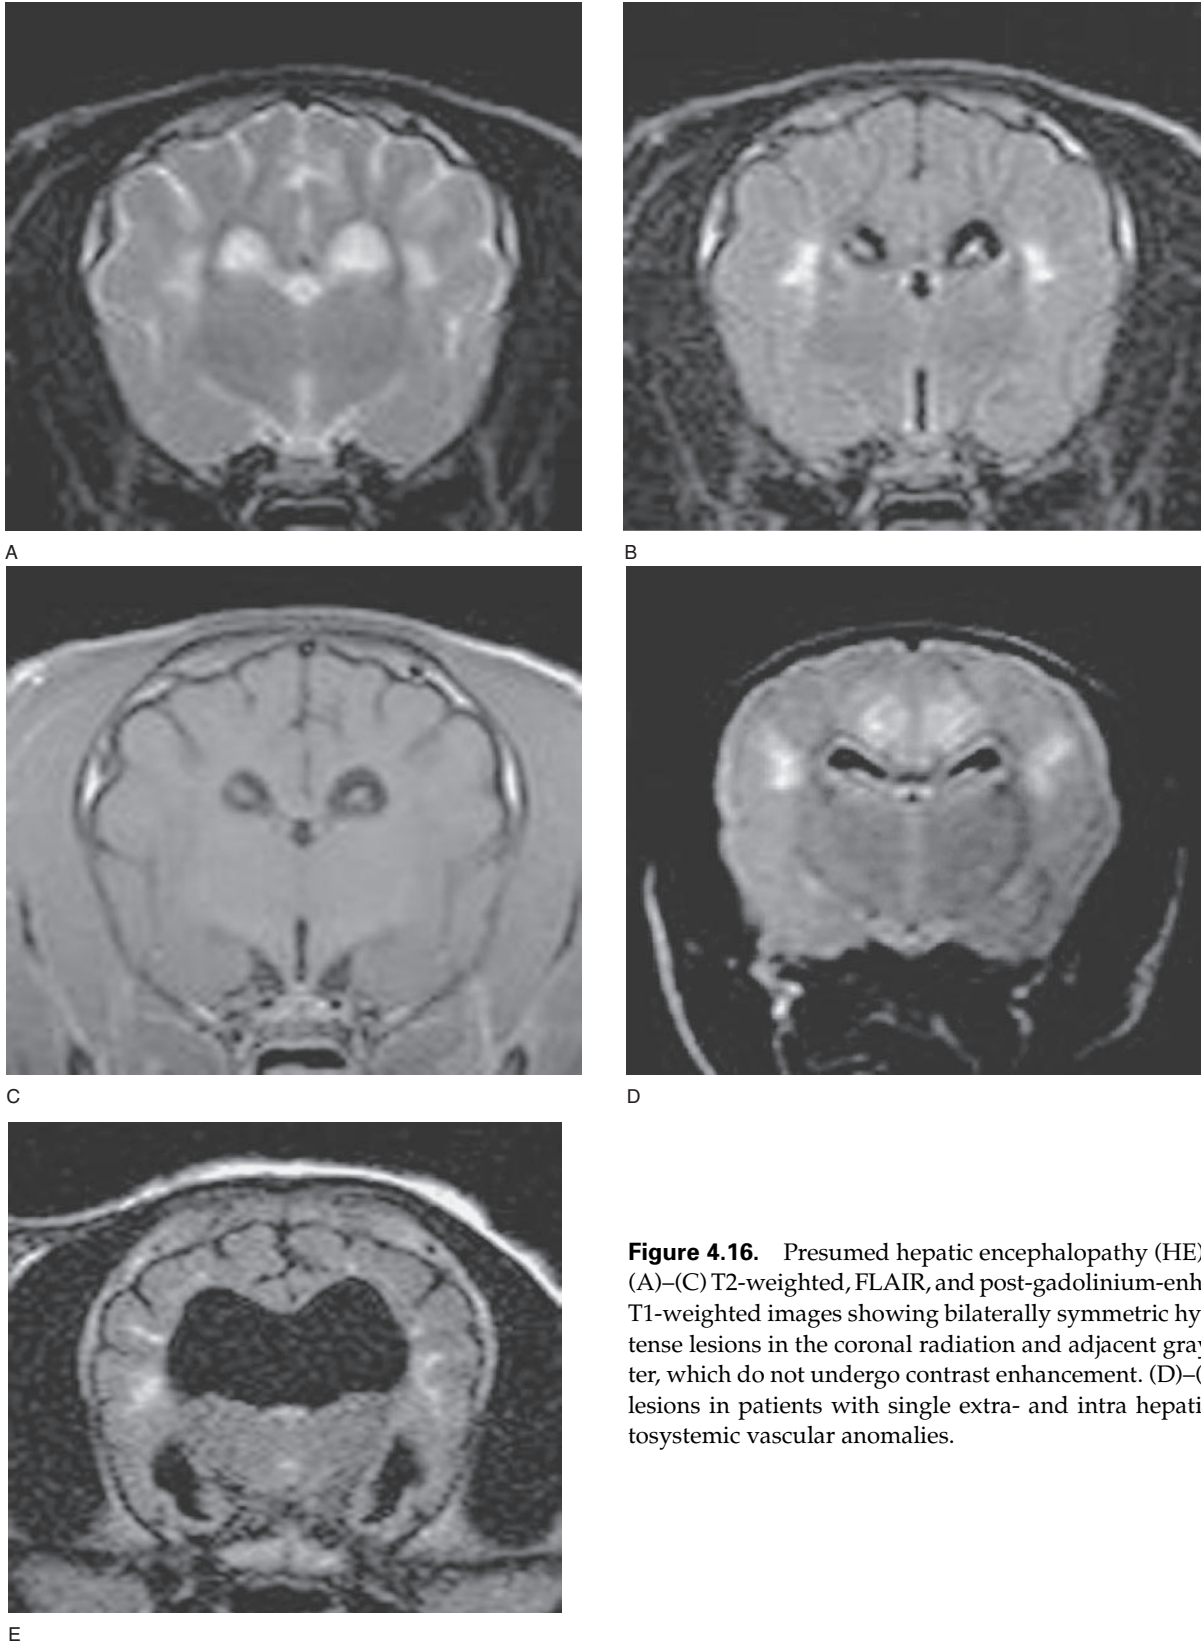 A
B
C
D
E
Figure 4.16. Presumed hepatic encephalopathy (HE)
(A)–(C) T2-weighted, FLAIR, and post-gadolinium-enh
T1-weighted images showing bilaterally symmetric hy
tense lesions in the coronal radiation and adjacent gray
ter, which do not undergo contrast enhancement. (D)–(
lesions in patients with single extra- and intra hepati
tosystemic vascular anomalies.